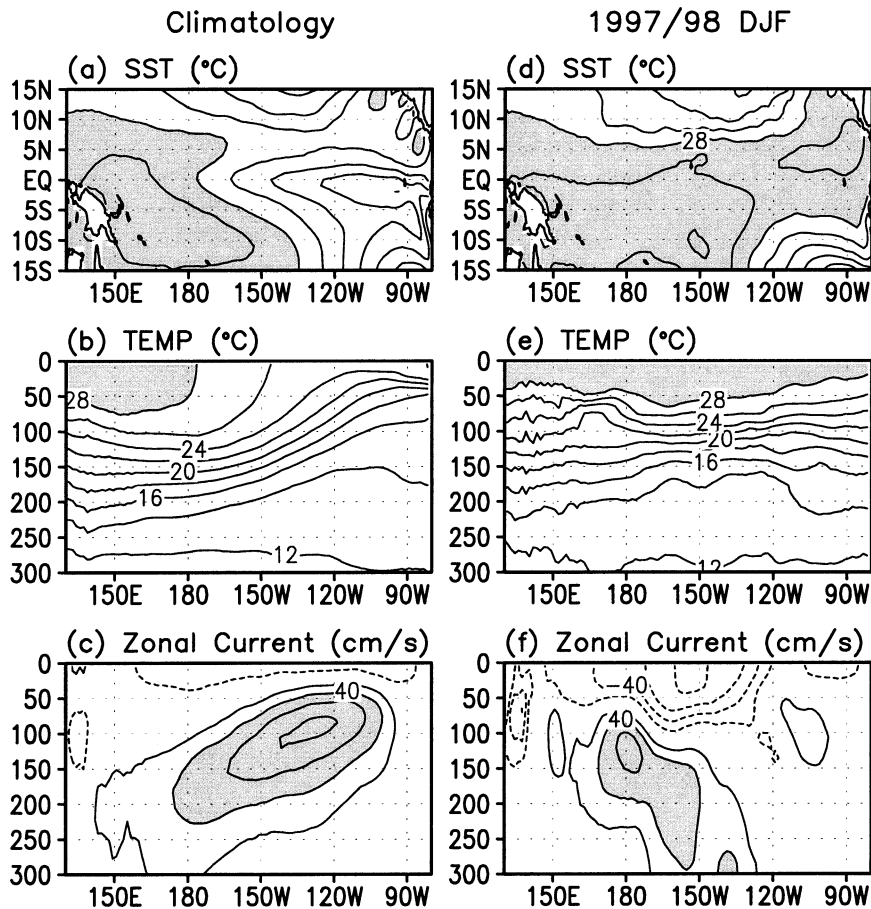 Climatology
1997/98 DJF
(a) SST (°C)
15N
10N
5N
EQ
5S
10S
15S
150E 180 150W 120W 90W
(d) SST (°C)
28
15N
10N
5N
EQ
5S
10S
15S
150E 180 150W 120W 90W
(b) TEMP (°C)
0
50
100
150
200
250
300
28
24
20
16
12
150E 180 150W 120W 90W
(e) TEMP (°C)
0
50
100
150
200
250
300
28
24
20
16
12
150E 180 150W 120W 90W
(c) Zonal Current (cm/s)
0
50
100
150
200
250
300
40
150E 180 150W 120W 90W
(f) Zonal Current (cm/s)
0
50
100
150
200
250
300
-40
40
150E 180 150W 120W 90W